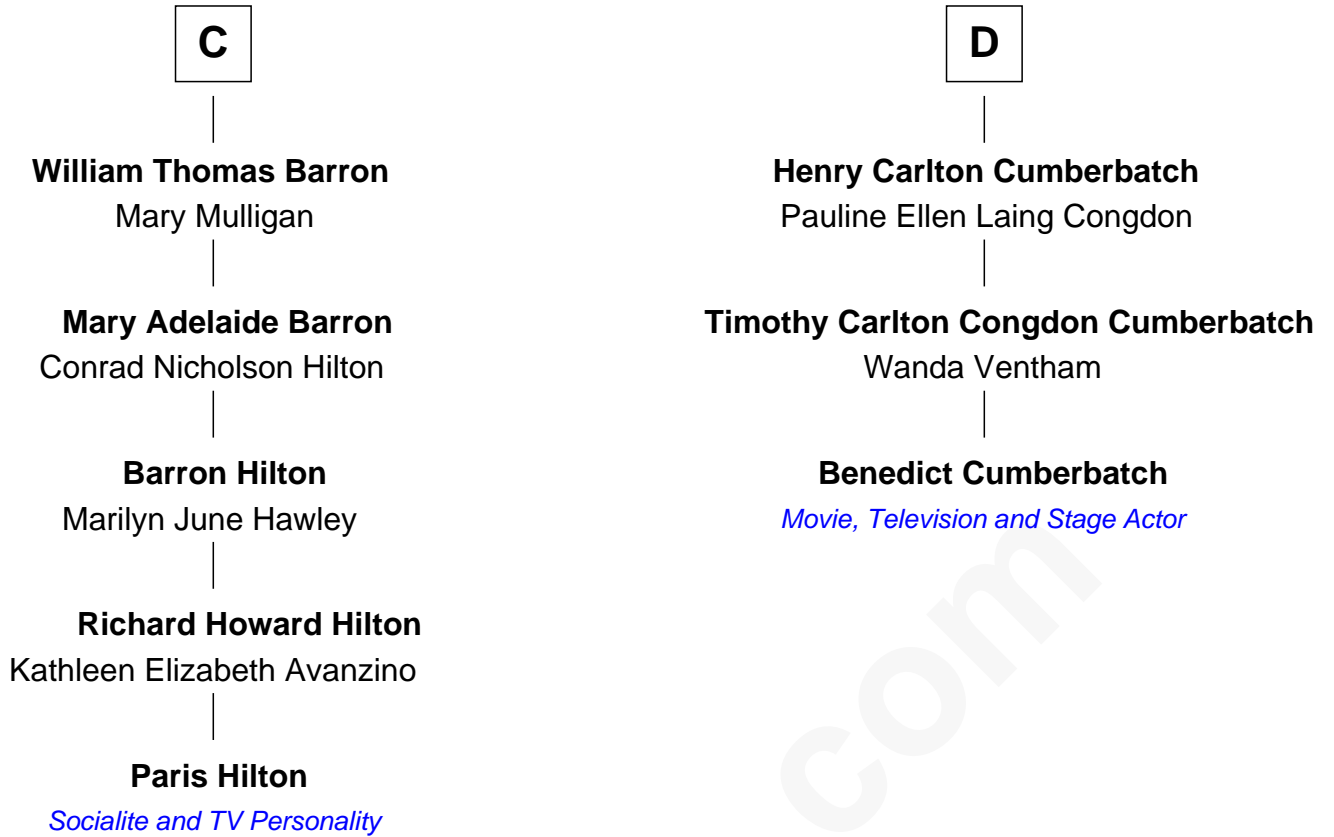 C
William Thomas Barron
Mary Mulligan
Mary Adelaide Barron
Conrad Nicholson Hilton
Barron Hilton
Marilyn June Hawley
Richard Howard Hilton
Kathleen Elizabeth Avanzino
Paris Hilton
Socialite and TV Personality
D
Henry Carlton Cumberbatch
Pauline Ellen Laing Congdon
Timothy Carlton Congdon Cumberbatch
Wanda Ventham
Benedict Cumberbatch
Movie, Television and Stage Actor
com